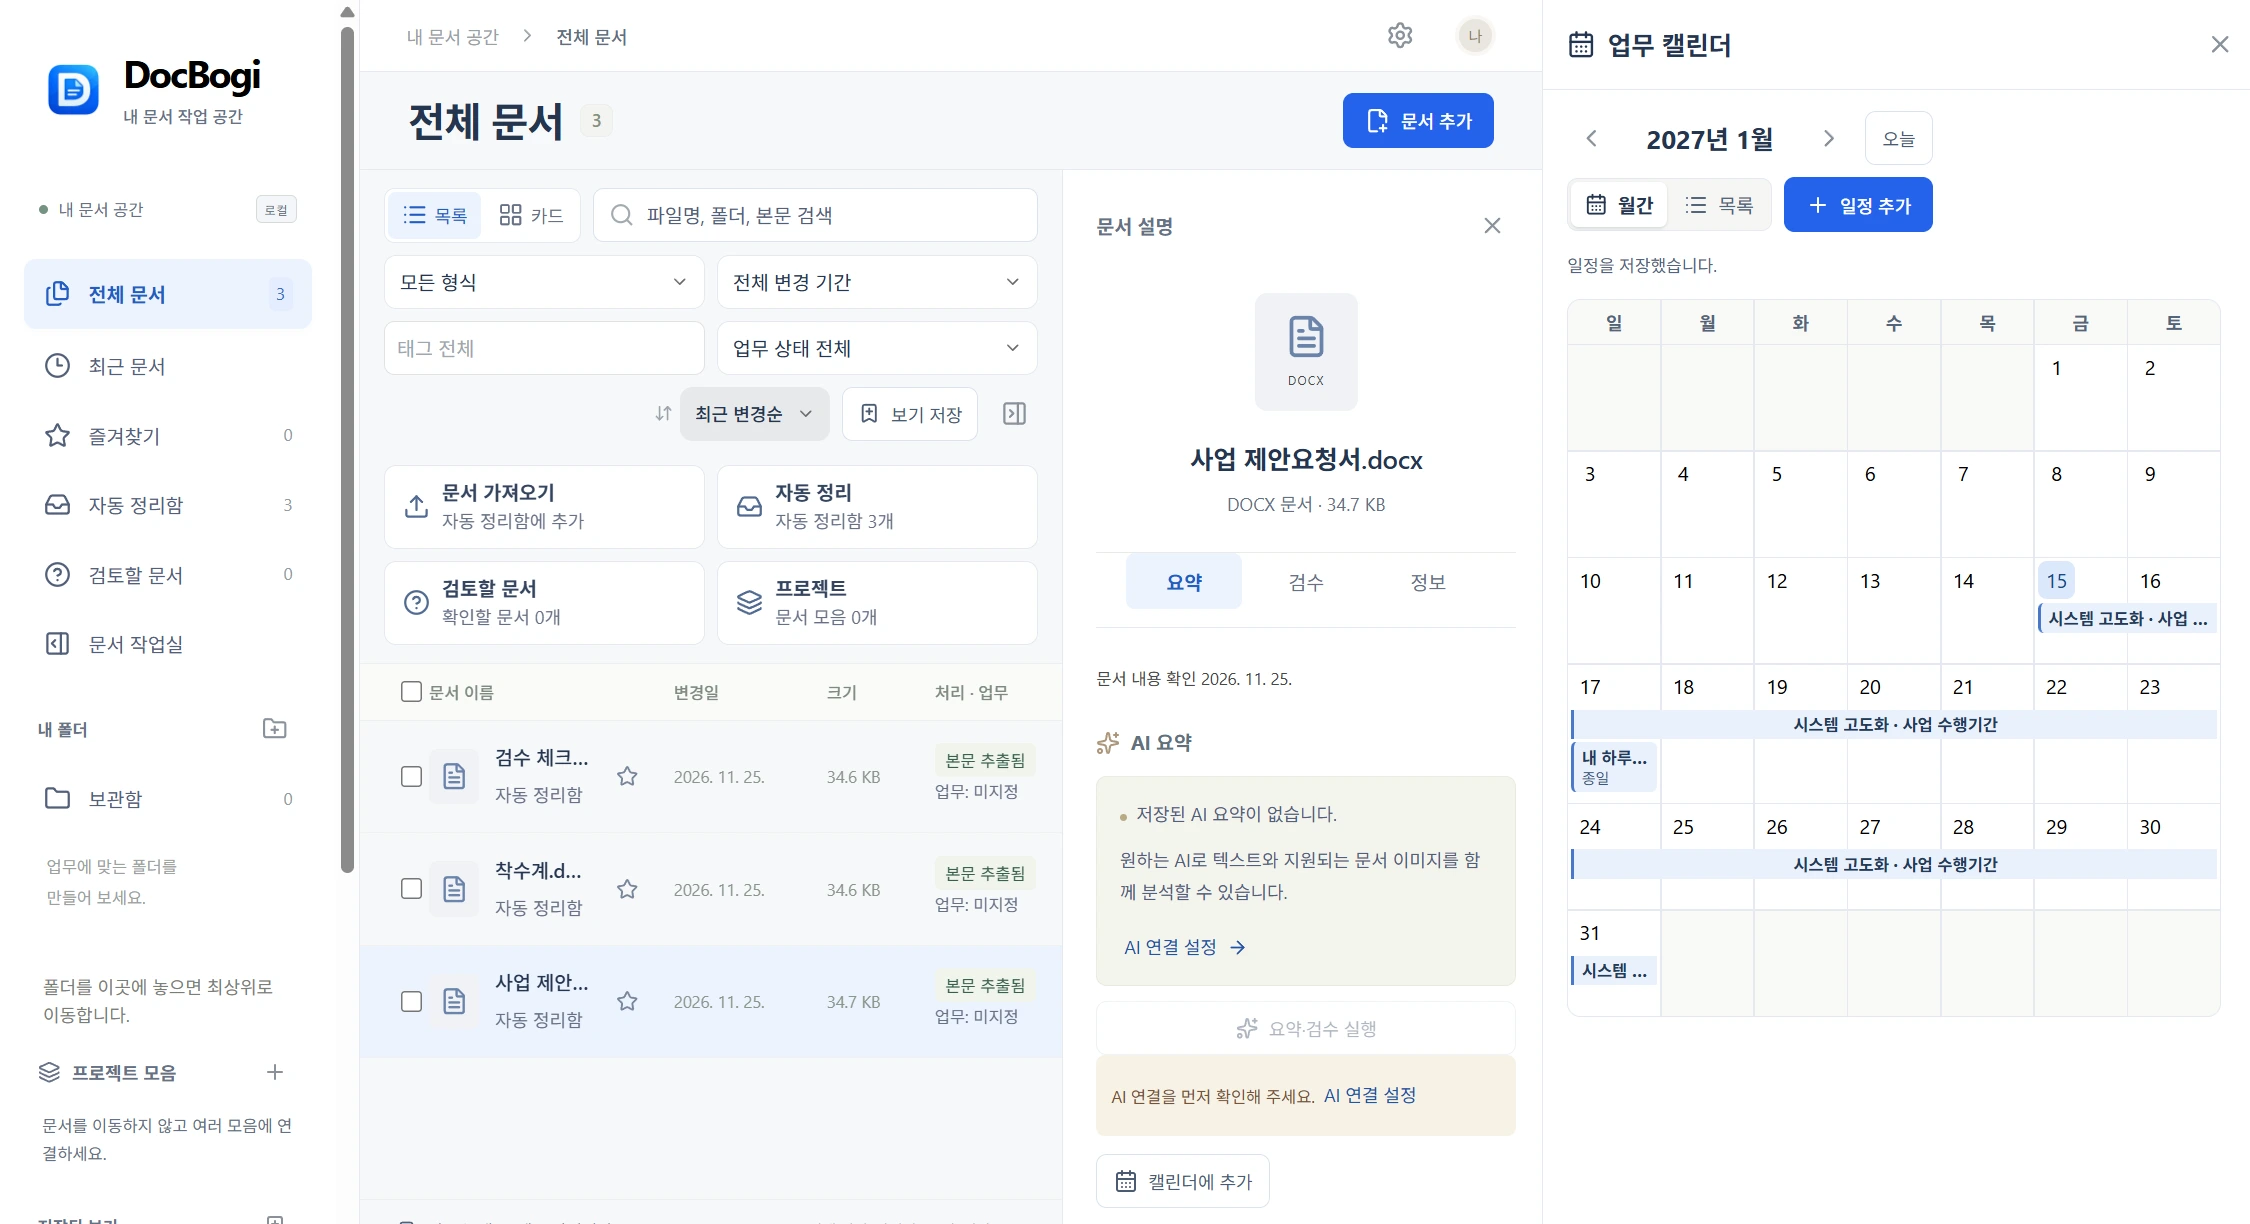 DocBogi
내 문서 작업 공간
내 문서 공간
로컬
전체 문서 3
최근 문서
즐겨찾기 0
자동 정리함 3
검토할 문서 0
문서 작업실
내 폴더
보관함 0
업무에 맞는 폴더를
만들어 보세요.
폴더를 이곳에 놓으면 최상위로
이동합니다.
프로젝트 모음
문서를 이동하지 않고 여러 모음에 연
결하세요.
내 문서 공간 > 전체 문서
나
전체 문서 3
문서 추가
목록 카드
파일명, 폴더, 본문 검색
모든 형식
전체 변경 기간
태그 전체
업무 상태 전체
최근 변경순
보기 저장
문서 가져오기
자동 정리함에 추가
자동 정리
자동 정리함 3개
검토할 문서
확인할 문서 0개
프로젝트
문서 모음 0개
문서 이름 변경일 크기 처리 · 업무
검수 체크...
자동 정리함
2026. 11. 25.
34.6 KB
본문 추출됨
업무: 미지정
착수계.d...
자동 정리함
2026. 11. 25.
34.6 KB
본문 추출됨
업무: 미지정
사업 제안...
자동 정리함
2026. 11. 25.
34.7 KB
본문 추출됨
업무: 미지정
문서 설명
DOCX
사업 제안요청서.docx
DOCX 문서 · 34.7 KB
요약 검수 정보
문서 내용 확인 2026. 11. 25.
AI 요약
저장된 AI 요약이 없습니다.
원하는 AI로 텍스트와 지원되는 문서 이미지를 함
께 분석할 수 있습니다.
AI 연결 설정
요약·검수 실행
AI 연결을 먼저 확인해 주세요. AI 연결 설정
캘린더에 추가
업무 캘린더
2027년 1월
오늘
월간 목록
일정 추가
일정을 저장했습니다.
일 월 화 수 목 금 토
1 2
3 4 5 6 7 8 9
10 11 12 13 14 15 16
시스템 고도화 · 사업 ...
17 18 19 20 21 22 23
시스템 고도화 · 사업 수행기간
내 하루...
종일
24 25 26 27 28 29 30
시스템 고도화 · 사업 수행기간
31
시스템 ...